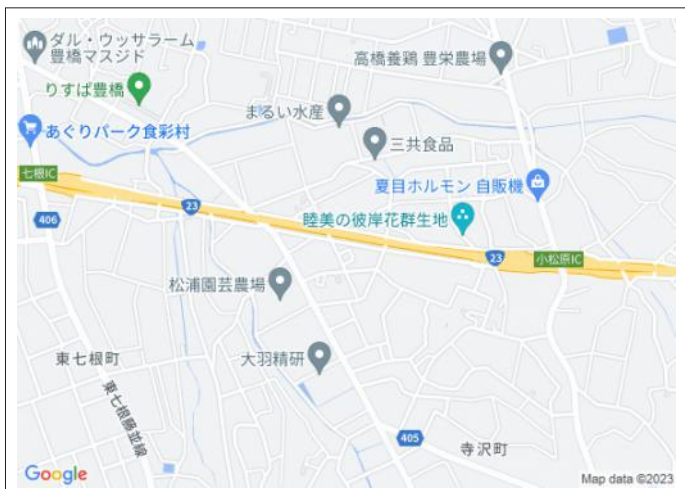 ダル・ウッサラーム
豊橋マスジド
高橋養鶏 豊栄農場
りすぱ豊橋
まるい水産
あぐりパーク食彩村
三共食品
七根IC
夏目ホルモン 自販機
406
23
睦美の彼岸花群生地
23
小松原IC
松浦園芸農場
東七根町
大羽精研
東七根藤並線
405
寺沢町
Google
Map data ©2023